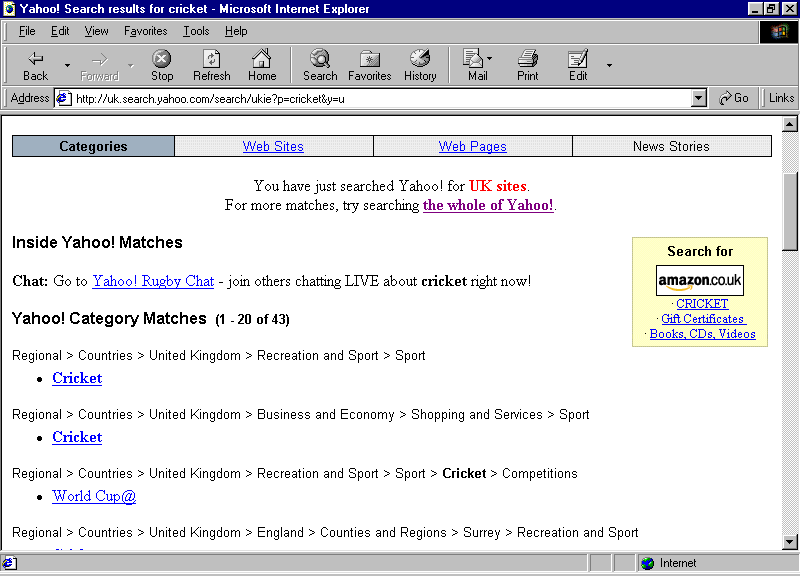 Yahoo! Search results for cricket - Microsoft Internet Explorer
File Edit View Favorites Tools Help
Back Forward Stop Refresh Home Search Favorites History Mail Print Edit
Address http://uk.search.yahoo.com/search/ukie?p=cricket&y=u Go Links
Categories Web Sites Web Pages News Stories
You have just searched Yahoo! for UK sites.
For more matches, try searching the whole of Yahoo!.
Inside Yahoo! Matches
Chat: Go to Yahoo! Rugby Chat - join others chatting LIVE about cricket right now!
Search for
amazon.co.uk
· CRICKET
· Gift Certificates
· Books, CDs, Videos
Yahoo! Category Matches (1 - 20 of 43)
Regional > Countries > United Kingdom > Recreation and Sport > Sport
• Cricket
Regional > Countries > United Kingdom > Business and Economy > Shopping and Services > Sport
• Cricket
Regional > Countries > United Kingdom > Recreation and Sport > Sport > Cricket > Competitions
• World Cup@
Regional > Countries > United Kingdom > England > Counties and Regions > Surrey > Recreation and Sport
Internet